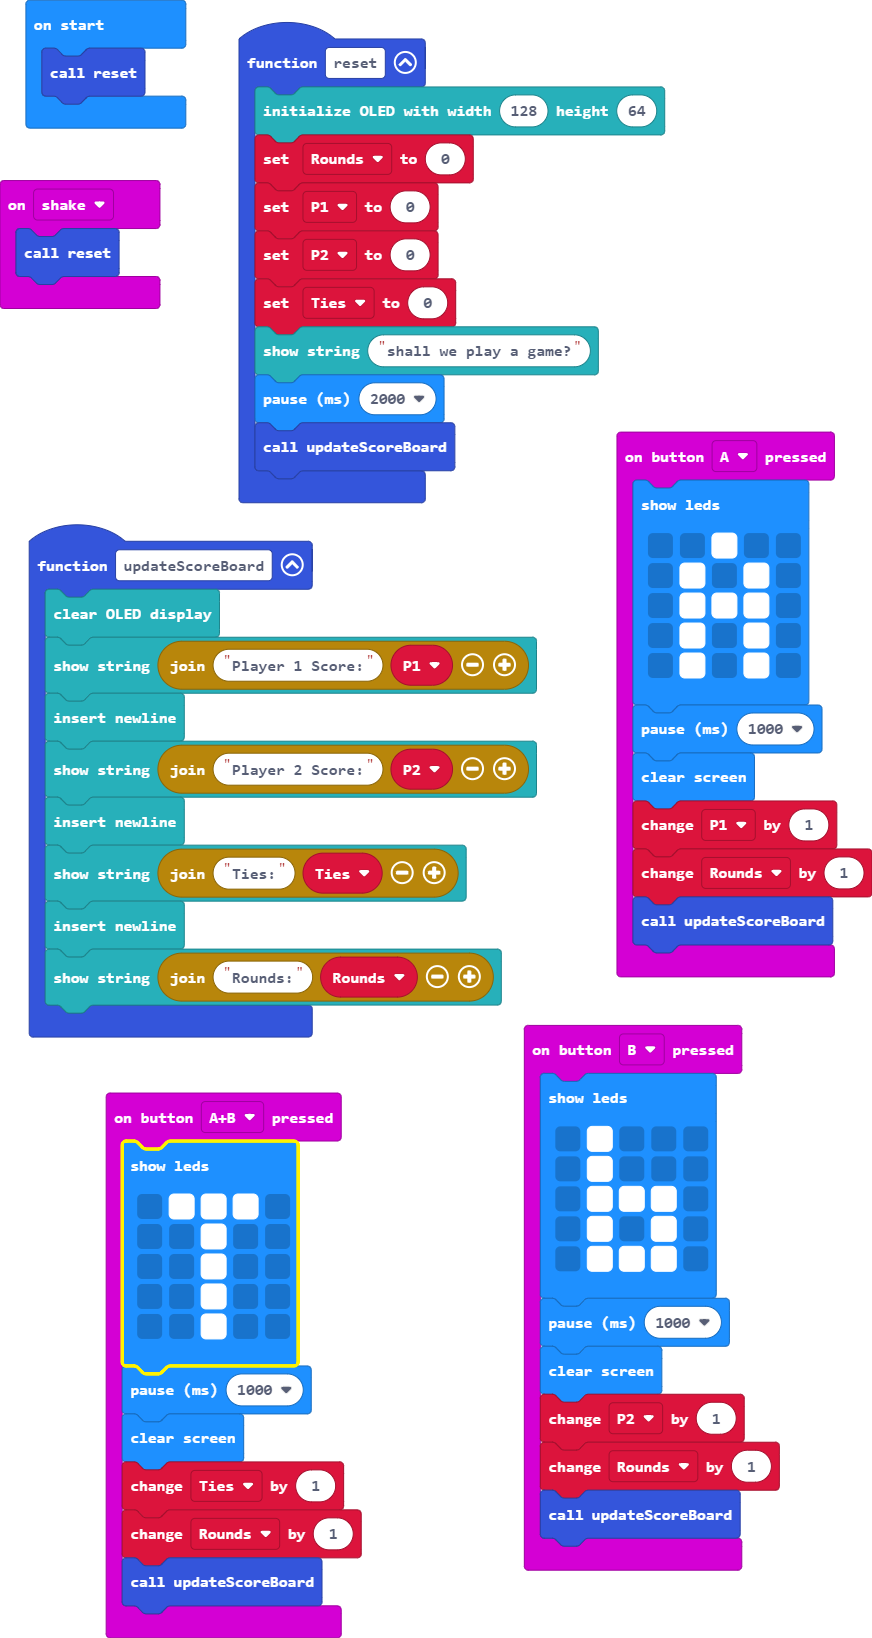 on start
call reset
on shake
call reset
function reset
initialize OLED with width 128 height 64
set Rounds to 0
set P1 to 0
set P2 to 0
set Ties to 0
show string "shall we play a game?"
pause (ms) 2000
call updateScoreBoard
function updateScoreBoard
clear OLED display
show string join "Player 1 Score:" P1
insert newline
show string join "Player 2 Score:" P2
insert newline
show string join "Ties:" Ties
insert newline
show string join "Rounds:" Rounds
on button A pressed
show leds
pause (ms) 1000
clear screen
change P1 by 1
change Rounds by 1
call updateScoreBoard
on button A+B pressed
show leds
pause (ms) 1000
clear screen
change Ties by 1
change Rounds by 1
call updateScoreBoard
on button B pressed
show leds
pause (ms) 1000
clear screen
change P2 by 1
change Rounds by 1
call updateScoreBoard